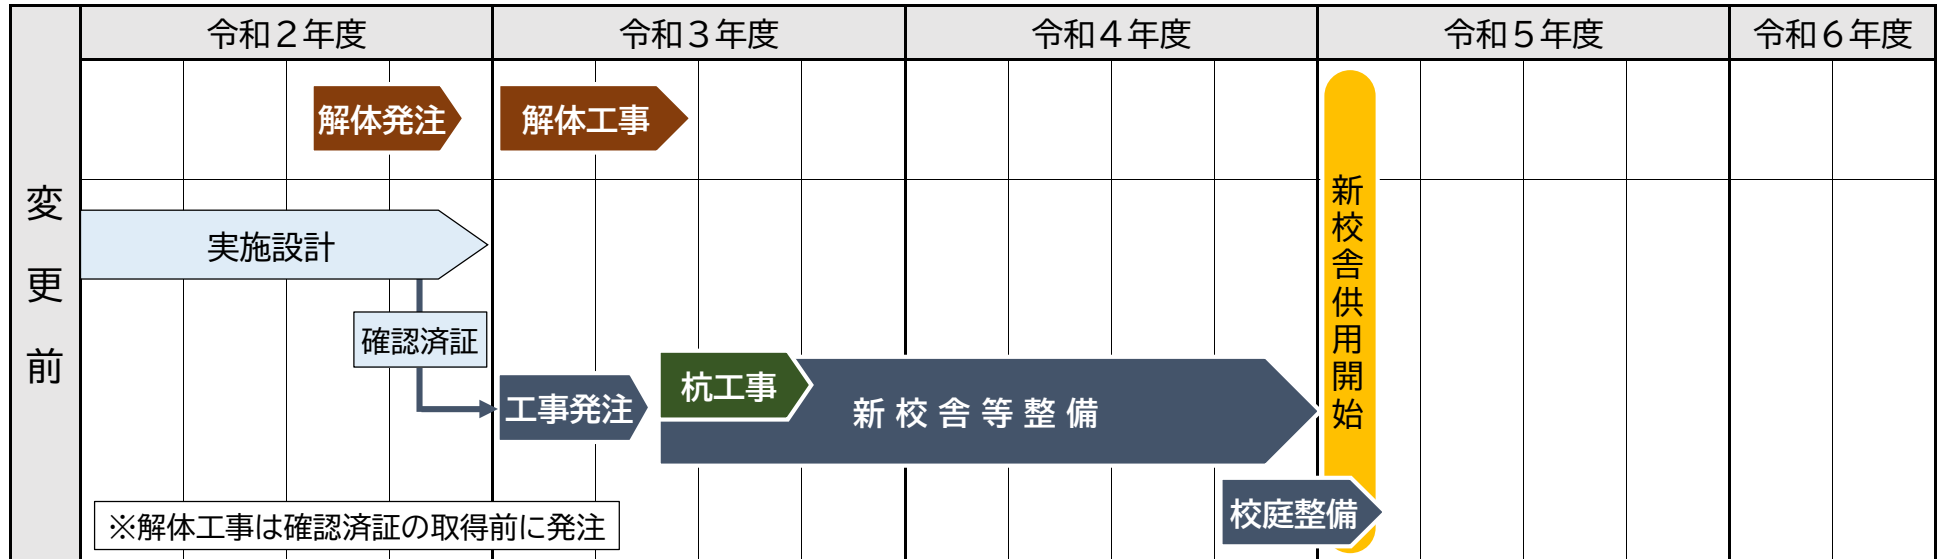 令和２年度
令和３年度
令和４年度
令和５年度
令和６年度
変更前
解体発注
解体工事
実施設計
確認済証
工事発注
杭工事
新校舎等整備
校庭整備
新校舎供用開始
※解体工事は確認済証の取得前に発注